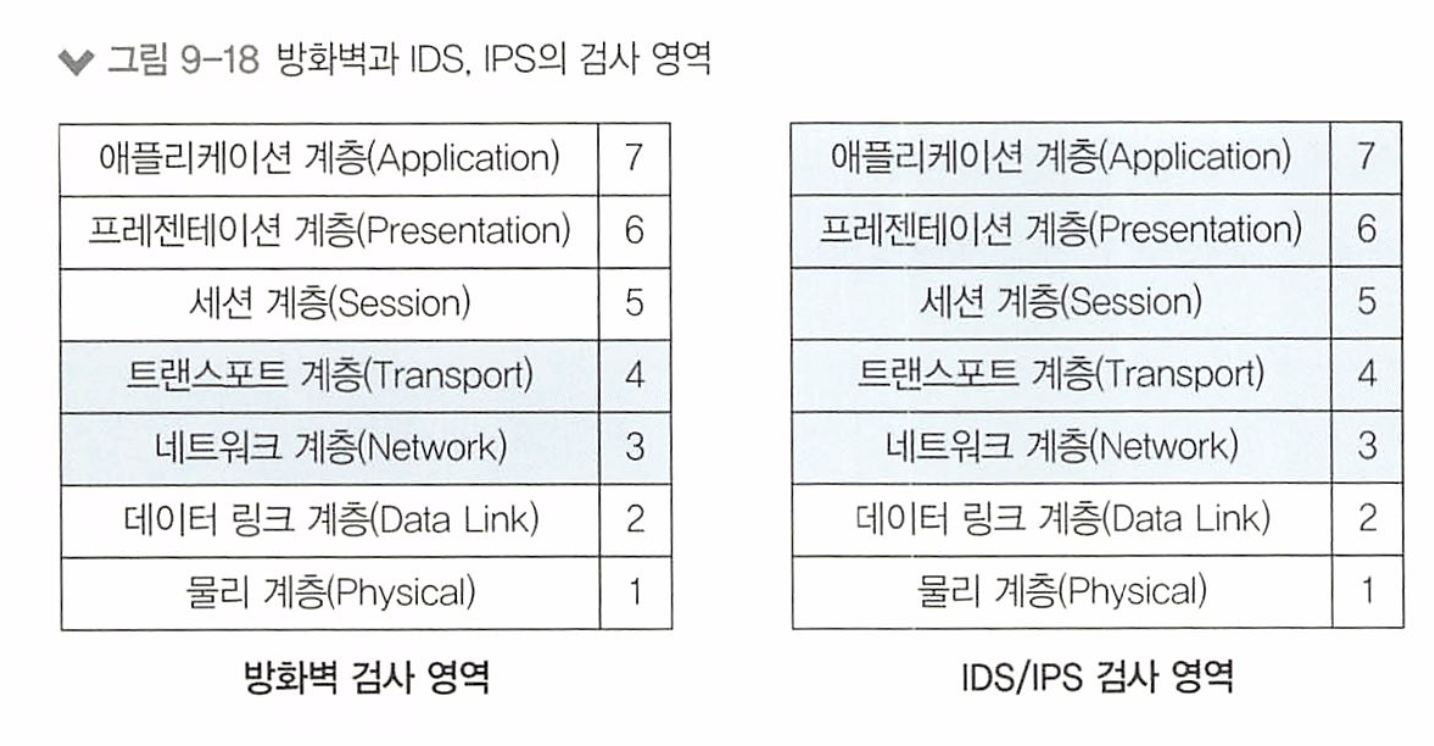 그림 9-18 방화벽과 IDS, IPS의 검사 영역
애플리케이션 계층(Application) 7
프레젠테이션 계층(Presentation) 6
세션 계층(Session) 5
트랜스포트 계층(Transport) 4
네트워크 계층(Network) 3
데이터 링크 계층(Data Link) 2
물리 계층(Physical) 1
방화벽 검사 영역
애플리케이션 계층(Application) 7
프레젠테이션 계층(Presentation) 6
세션 계층(Session) 5
트랜스포트 계층(Transport) 4
네트워크 계층(Network) 3
데이터 링크 계층(Data Link) 2
물리 계층(Physical) 1
IDS/IPS 검사 영역